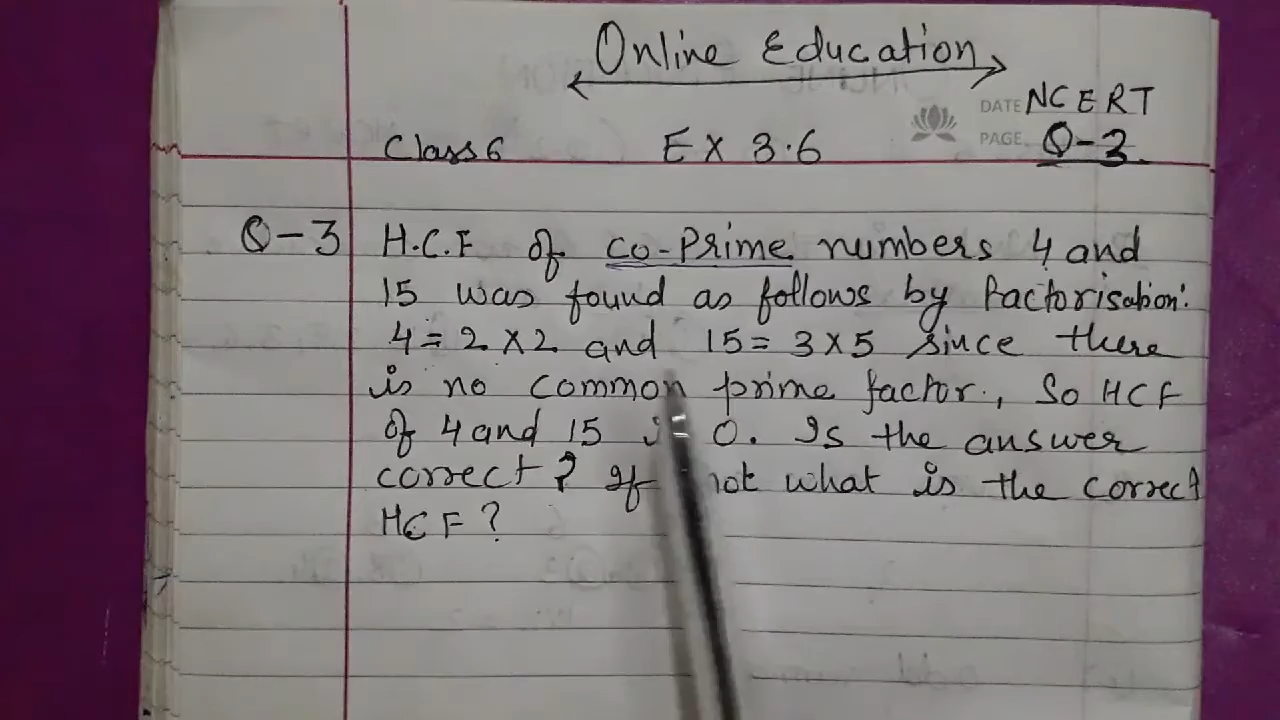 Online Education
DATE NCERT
PAGE Q-3
Class 6 EX 3.6
Q-3 H.C.F of co-Prime numbers 4 and
15 was found as follows by factorisation:
4 = 2 X 2 and 15 = 3 X 5 Since there
is no common prime factor., So HCF
of 4 and 15 0. Is the answer
correct? If not what is the correct
HCF?